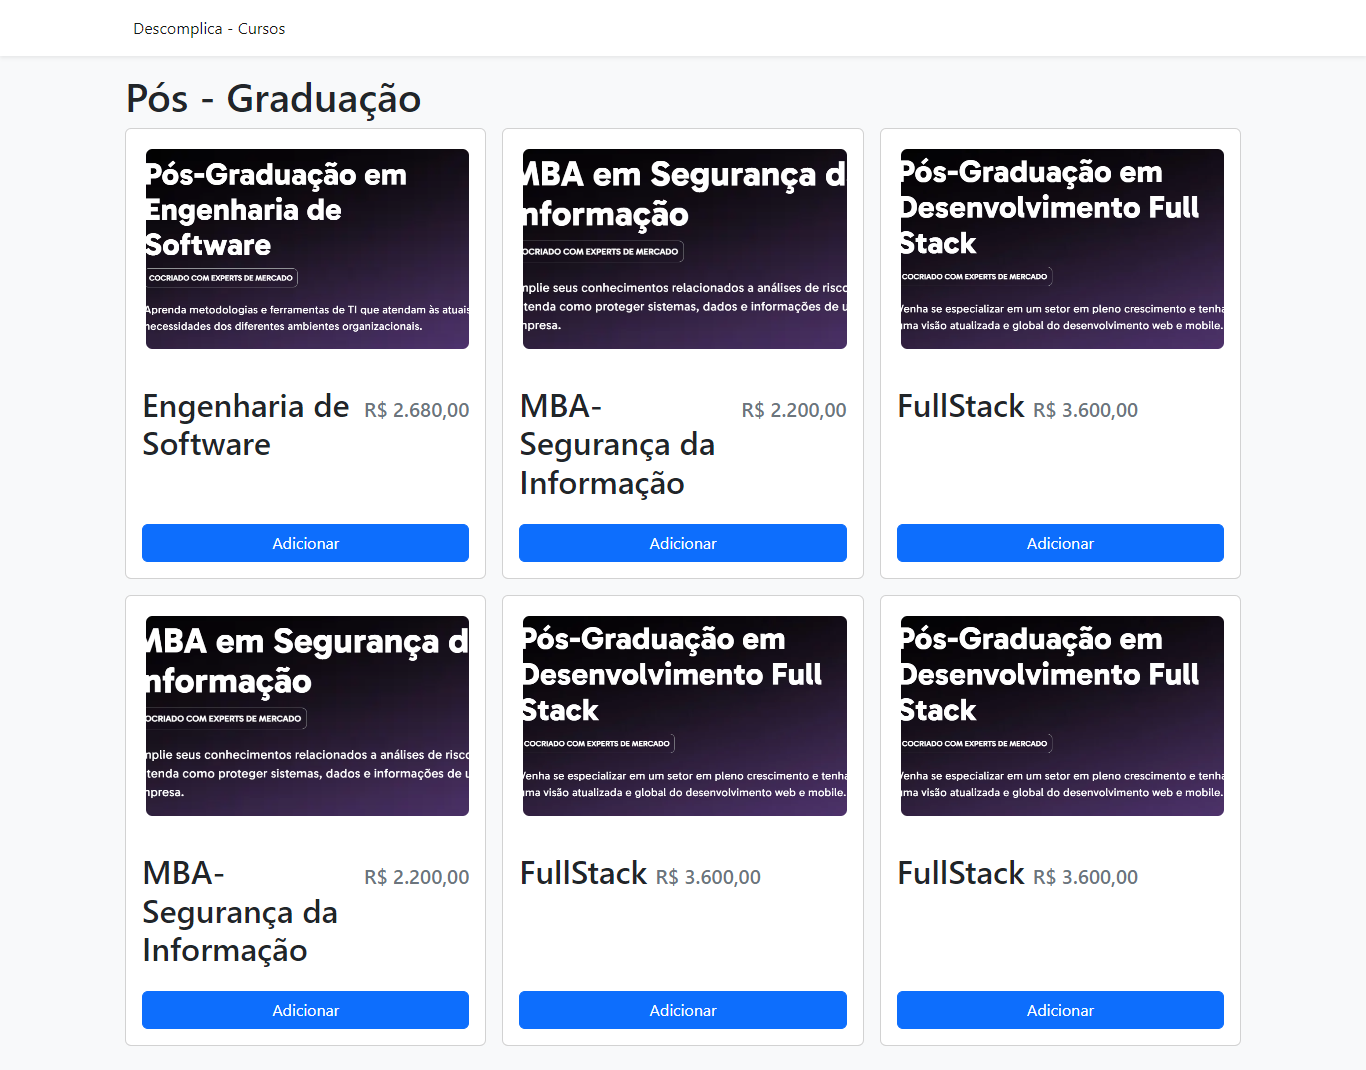 Descomplica - Cursos
Pós - Graduação
Pós-Graduação em
Engenharia de
Software
COCRIADO COM EXPERTS DE MERCADO
Aprenda metodologias e ferramentas de TI que atendam às atuais
necessidades dos diferentes ambientes organizacionais.
Engenharia de
Software
R$ 2.680,00
Adicionar
MBA em Segurança d
nformação
OCRIADO COM EXPERTS DE MERCADO
mplie seus conhecimentos relacionados a análises de risco
tenda como proteger sistemas, dados e informações de u
mpresa.
MBA-
Segurança da
Informação
R$ 2.200,00
Adicionar
Pós-Graduação em
Desenvolvimento Full
Stack
COCRIADO COM EXPERTS DE MERCADO
Venha se especializar em um setor em pleno crescimento e tenha
uma visão atualizada e global do desenvolvimento web e mobile.
FullStack
R$ 3.600,00
Adicionar
MBA em Segurança d
nformação
OCRIADO COM EXPERTS DE MERCADO
mplie seus conhecimentos relacionados a análises de risco
tenda como proteger sistemas, dados e informações de u
mpresa.
MBA-
Segurança da
Informação
R$ 2.200,00
Adicionar
Pós-Graduação em
Desenvolvimento Full
Stack
COCRIADO COM EXPERTS DE MERCADO
Venha se especializar em um setor em pleno crescimento e tenha
uma visão atualizada e global do desenvolvimento web e mobile.
FullStack
R$ 3.600,00
Adicionar
Pós-Graduação em
Desenvolvimento Full
Stack
COCRIADO COM EXPERTS DE MERCADO
Venha se especializar em um setor em pleno crescimento e tenha
uma visão atualizada e global do desenvolvimento web e mobile.
FullStack
R$ 3.600,00
Adicionar